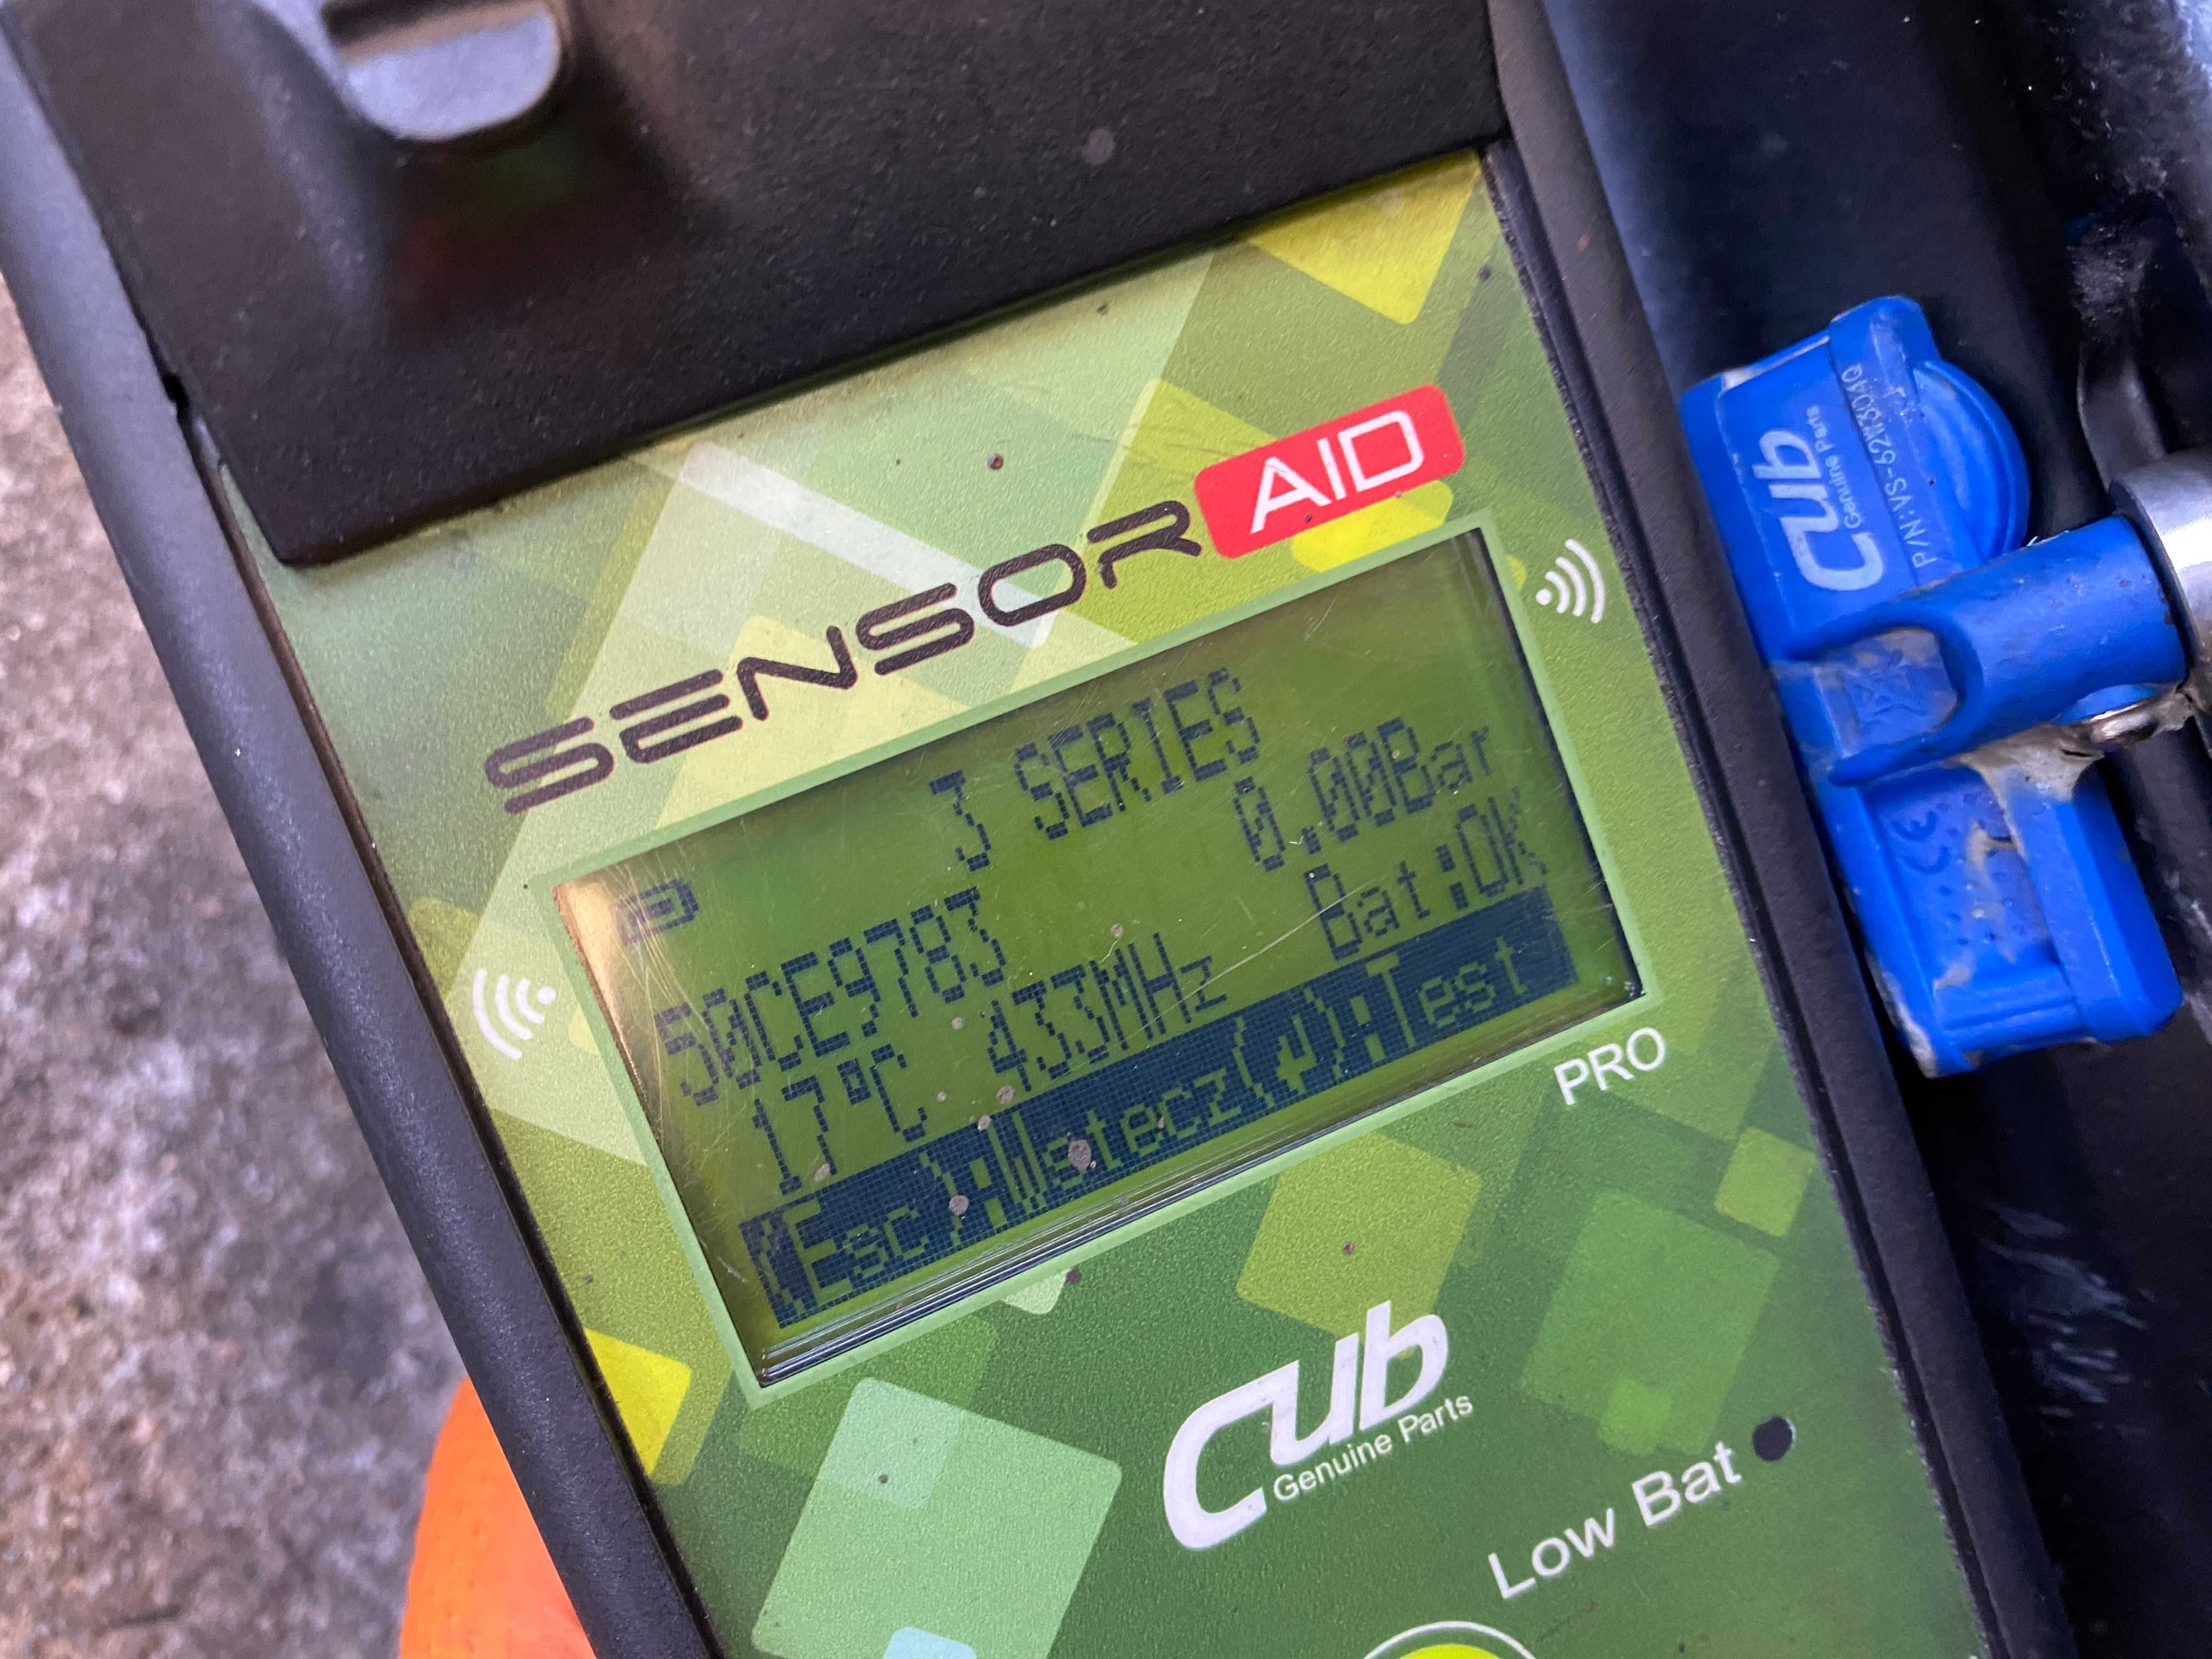 SENSOR AID
3 SERIES
50CE9783 0.00Bar
17°C 433MHz Bat:OK
(Esc)Wstecz(↲)Test
PRO
Cub
Genuine Parts
Low Bat
Cub
Genuine Parts
CE